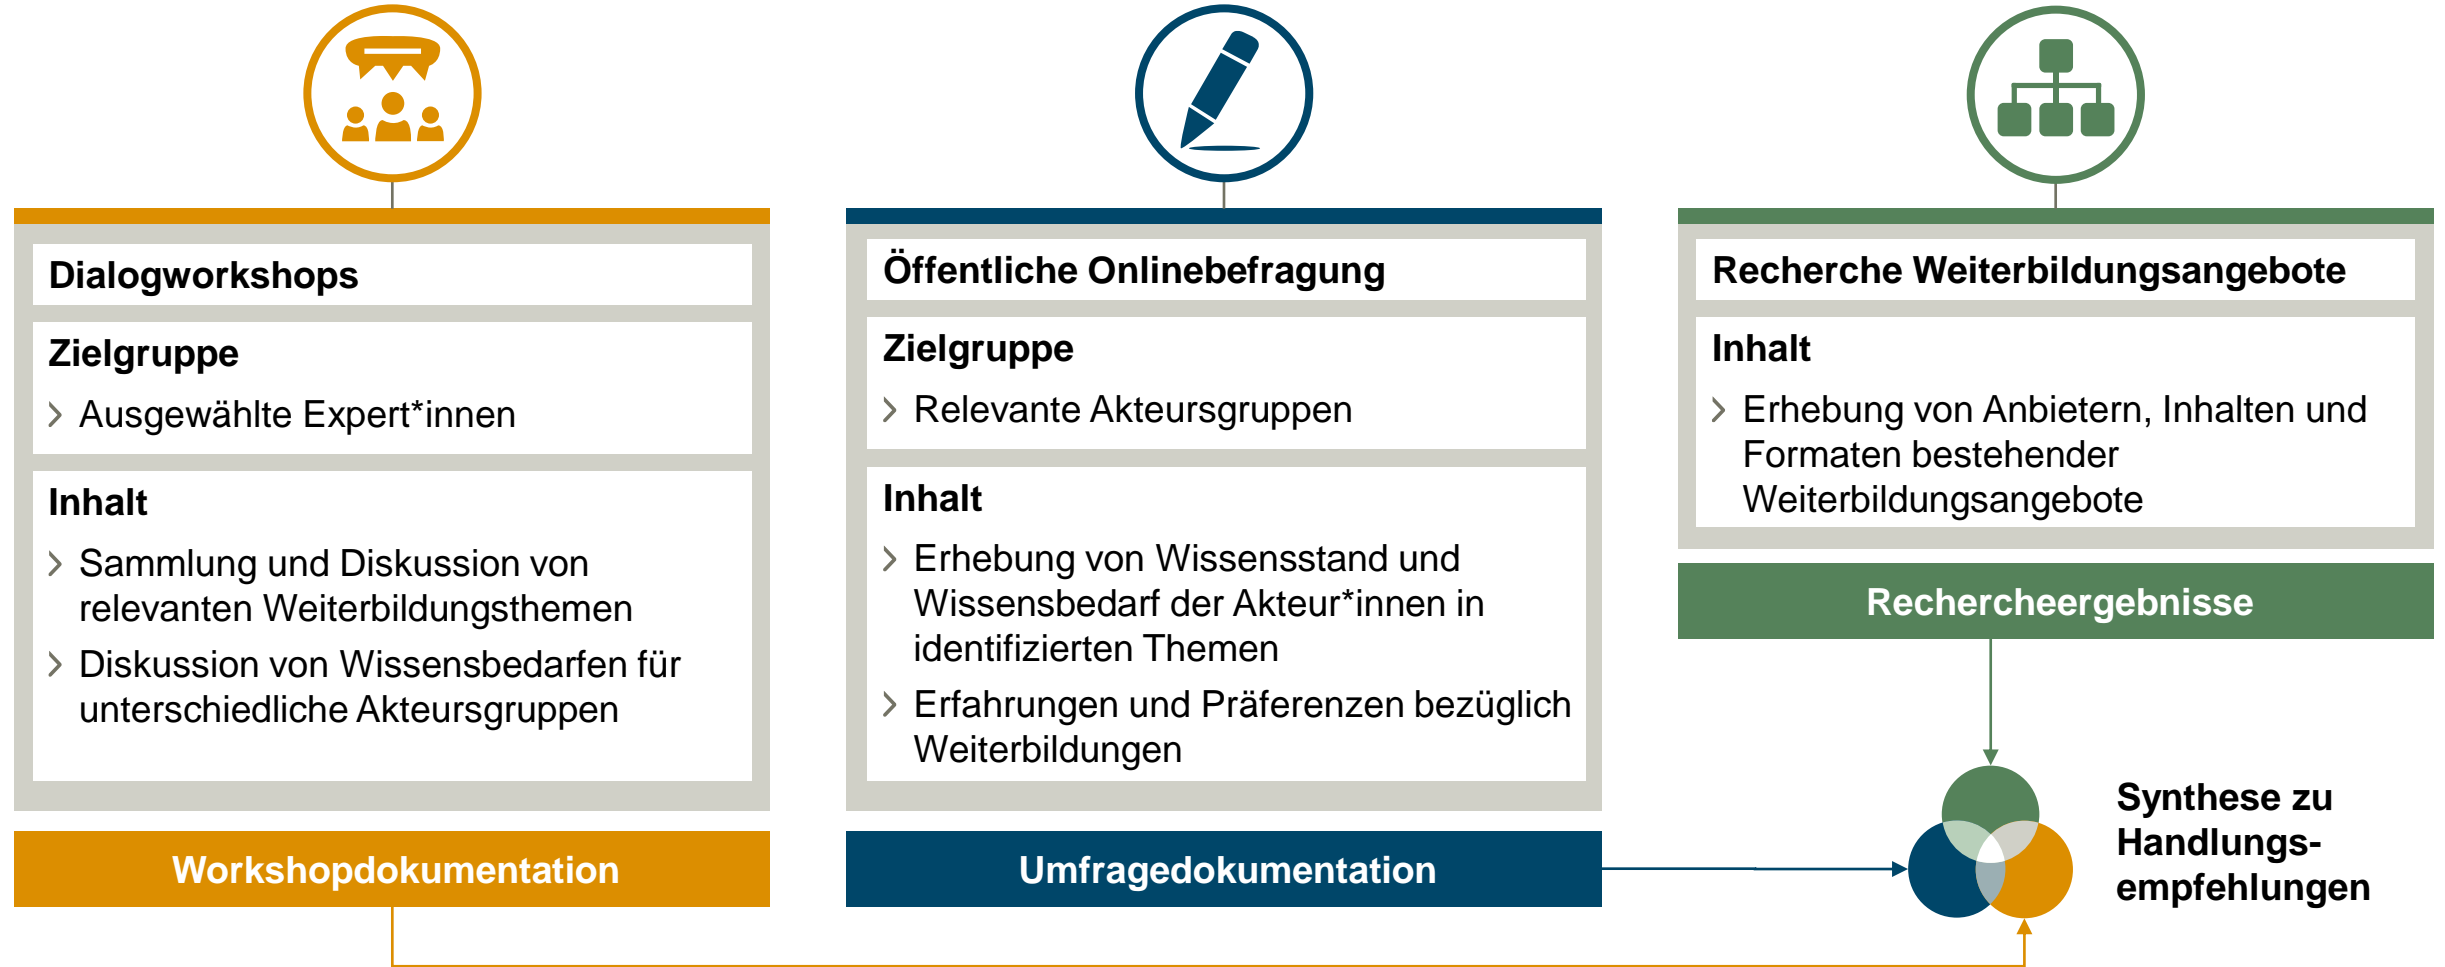 Dialogworkshops
Zielgruppe
Ausgewählte Expert*innen
Inhalt
Sammlung und Diskussion von
relevanten Weiterbildungsthemen
Diskussion von Wissensbedarfen für
unterschiedliche Akteursgruppen
Workshopdokumentation
Öffentliche Onlinebefragung
Zielgruppe
Relevante Akteursgruppen
Inhalt
Erhebung von Wissensstand und
Wissensbedarf der Akteur*innen in
identifizierten Themen
Erfahrungen und Präferenzen bezüglich
Weiterbildungen
Umfragedokumentation
Recherche Weiterbildungsangebote
Inhalt
Erhebung von Anbietern, Inhalten und
Formaten bestehender
Weiterbildungsangebote
Rechercheergebnisse
Synthese zu
Handlungs-
empfehlungen